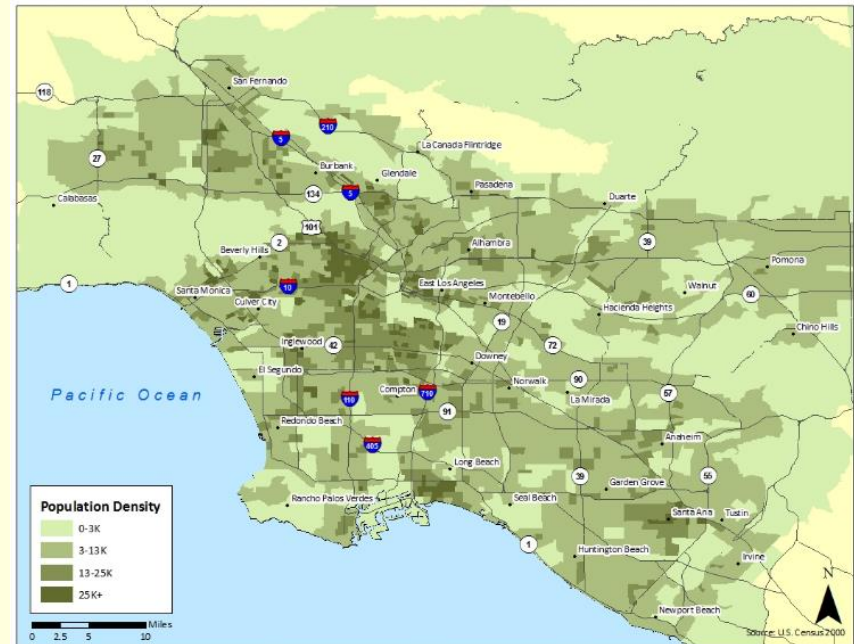 San Fernando
118
210
5
La Canada Flintridge
27
Burbank
Glendale
134
5
Pasadena
Calabasas
Duarte
101
2
39
Beverly Hills
Alhambra
Pomona
1
10
East Los Angeles
Walnut
60
Santa Monica
Montebello
Culver City
19
Hacienda Heights
Chino Hills
Inglewood
42
72
Downey
El Segundo
90
Norwalk
Pacific Ocean
110
Compton
710
La Mirada
57
91
Redondo Beach
Anaheim
405
Long Beach
39
55
Garden Grove
Rancho Palos Verdes
Seal Beach
Santa Ana
Tustin
1
Huntington Beach
Irvine
Newport Beach
Population Density
0-3K
3-13K
13-25K
25K+
Miles
0 2.5 5 10
N
Source: U.S. Census 2000